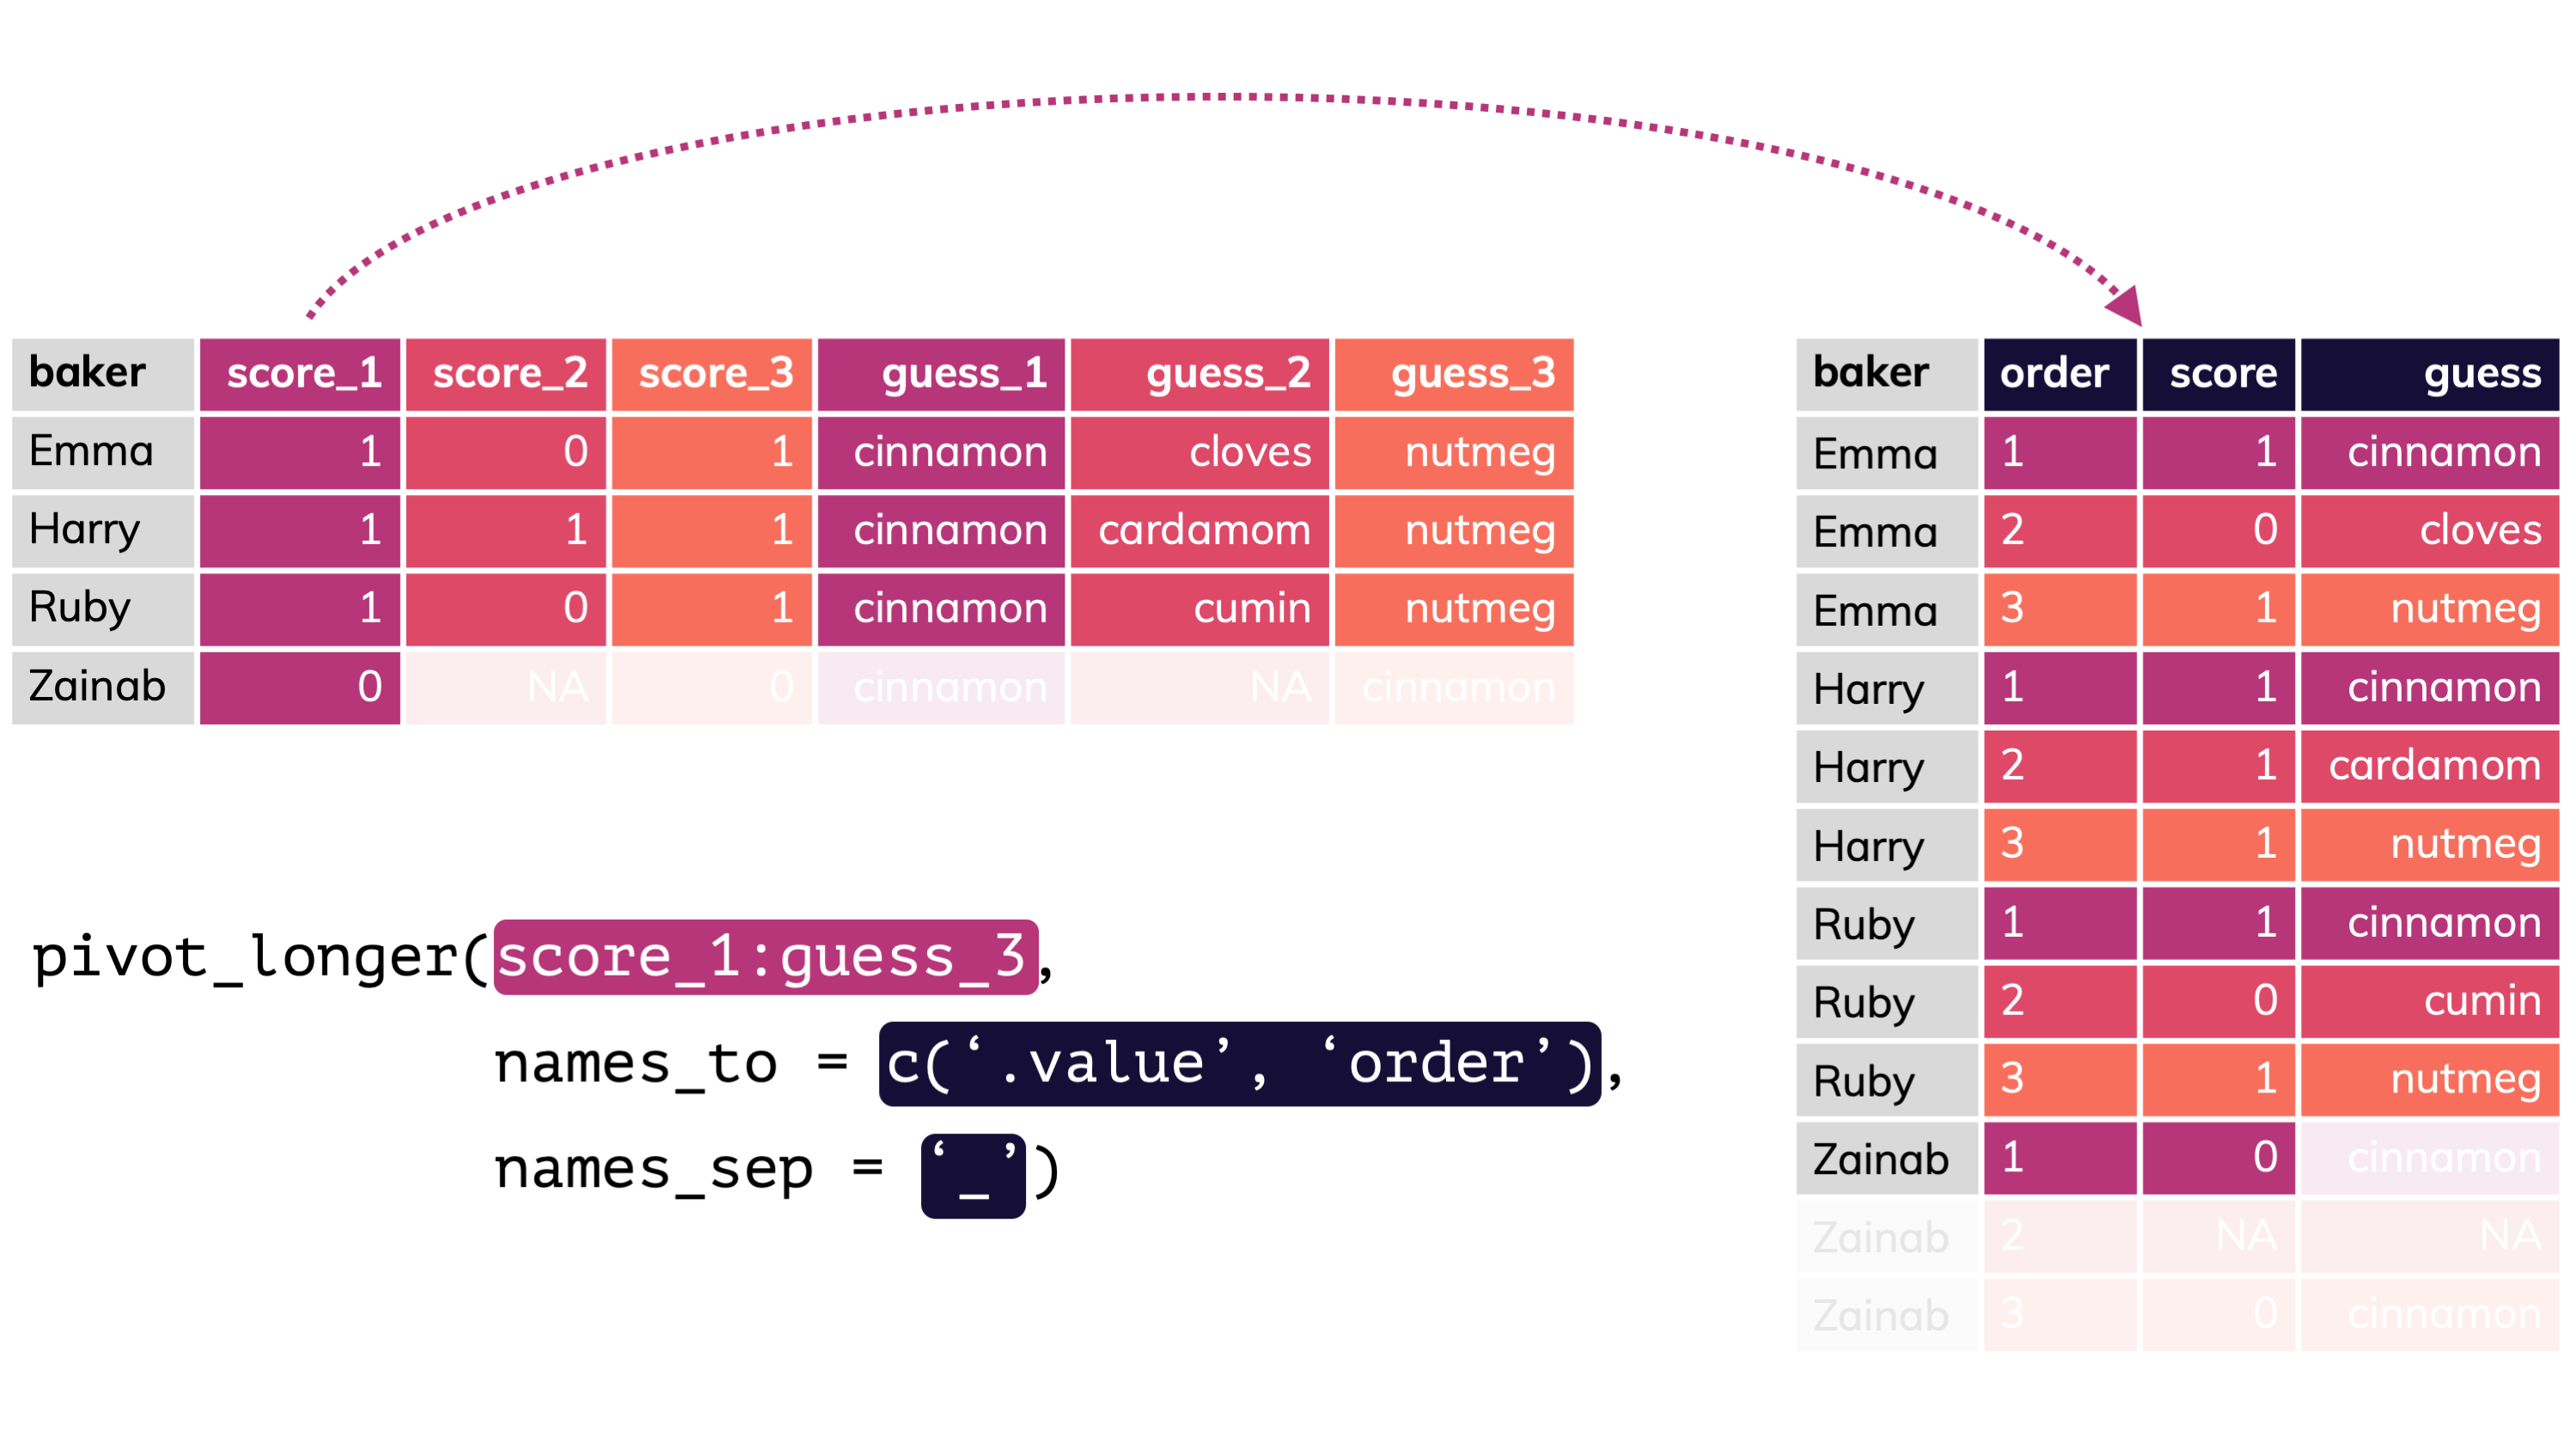 baker score_1 score_2 score_3 guess_1 guess_2 guess_3
Emma 1 0 1 cinnamon cloves nutmeg
Harry 1 1 1 cinnamon cardamom nutmeg
Ruby 1 0 1 cinnamon cumin nutmeg
Zainab 0 NA 0 cinnamon NA cinnamon
pivot_longer(score_1:guess_3,
names_to = c(‘.value’, ‘order’),
names_sep = ‘_’)
baker order score guess
Emma 1 1 cinnamon
Emma 2 0 cloves
Emma 3 1 nutmeg
Harry 1 1 cinnamon
Harry 2 1 cardamom
Harry 3 1 nutmeg
Ruby 1 1 cinnamon
Ruby 2 0 cumin
Ruby 3 1 nutmeg
Zainab 1 0 cinnamon
Zainab 2 NA NA
Zainab 3 0 cinnamon